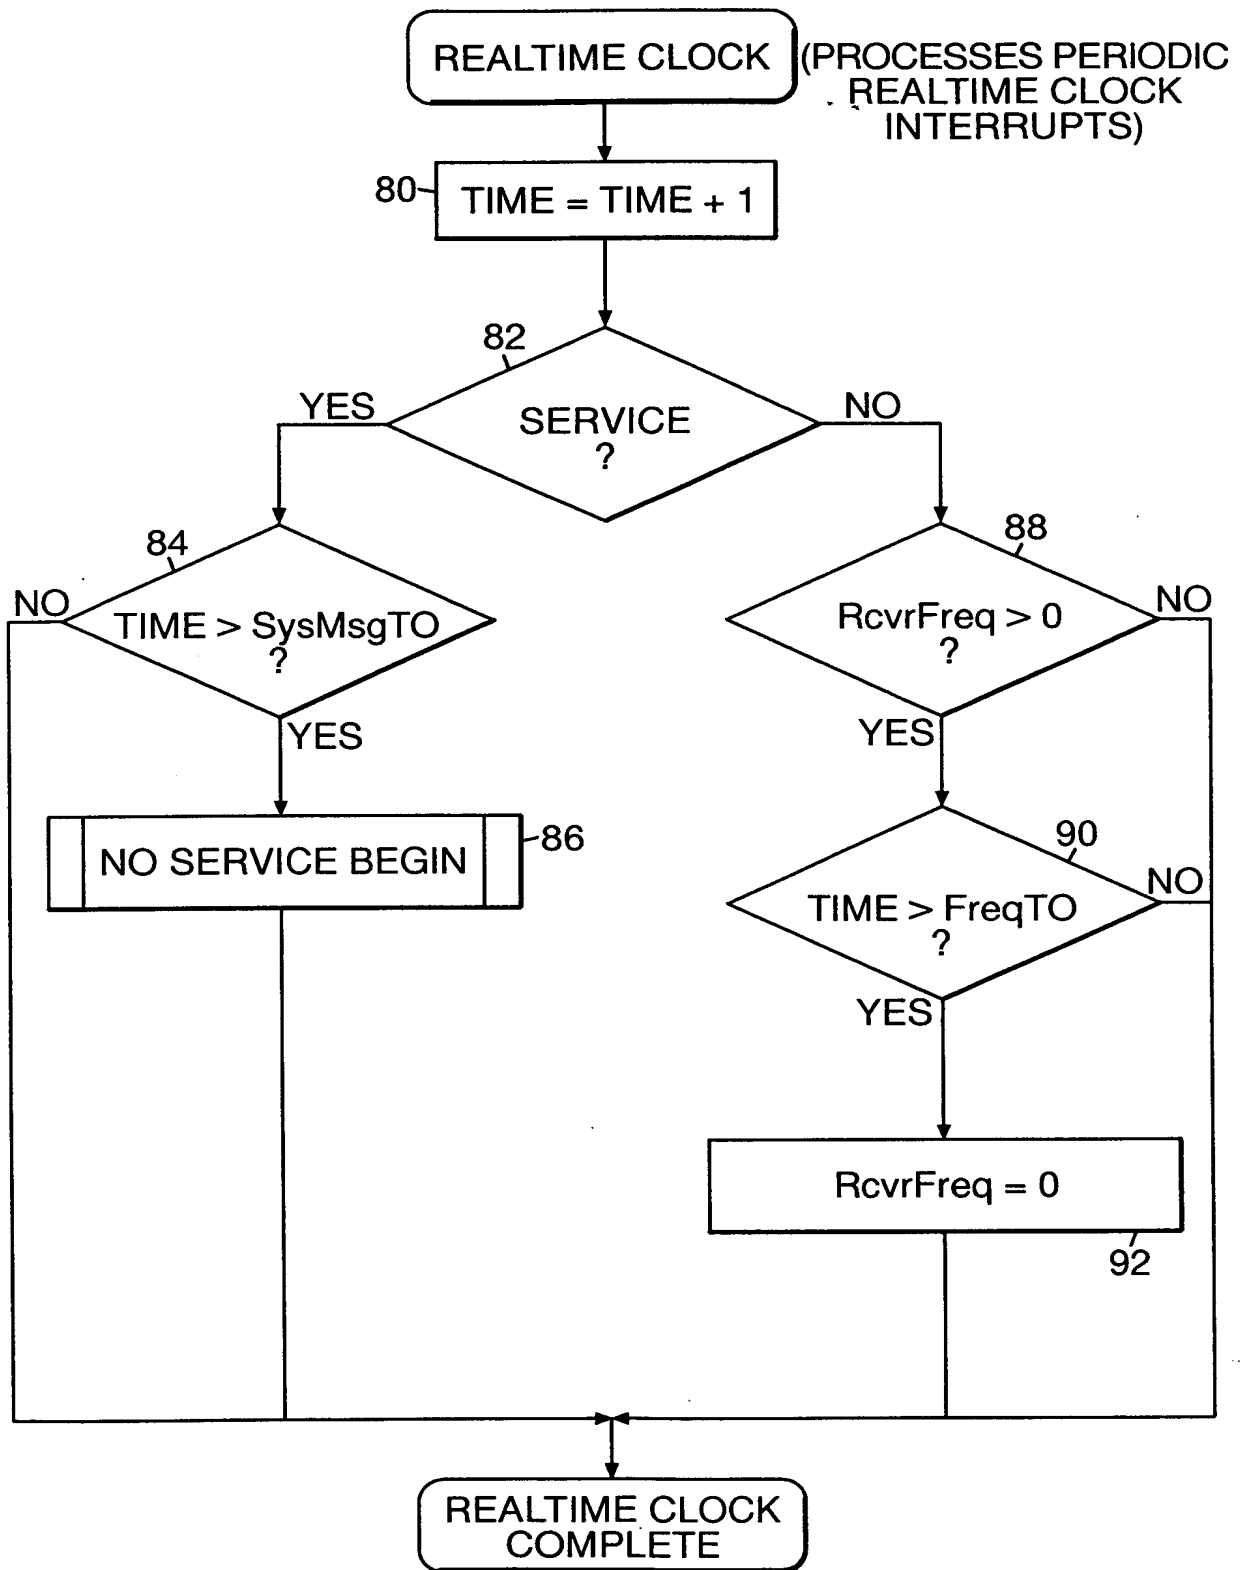 REALTIME CLOCK
(PROCESSES PERIODIC
REALTIME CLOCK
INTERRUPTS)
80
TIME = TIME + 1
82
YES
SERVICE
?
NO
84
NO
TIME > SysMsgTO
?
YES
88
RcvrFreq > 0
?
NO
YES
NO SERVICE BEGIN
86
90
TIME > FreqTO
?
NO
YES
RcvrFreq = 0
92
REALTIME CLOCK
COMPLETE